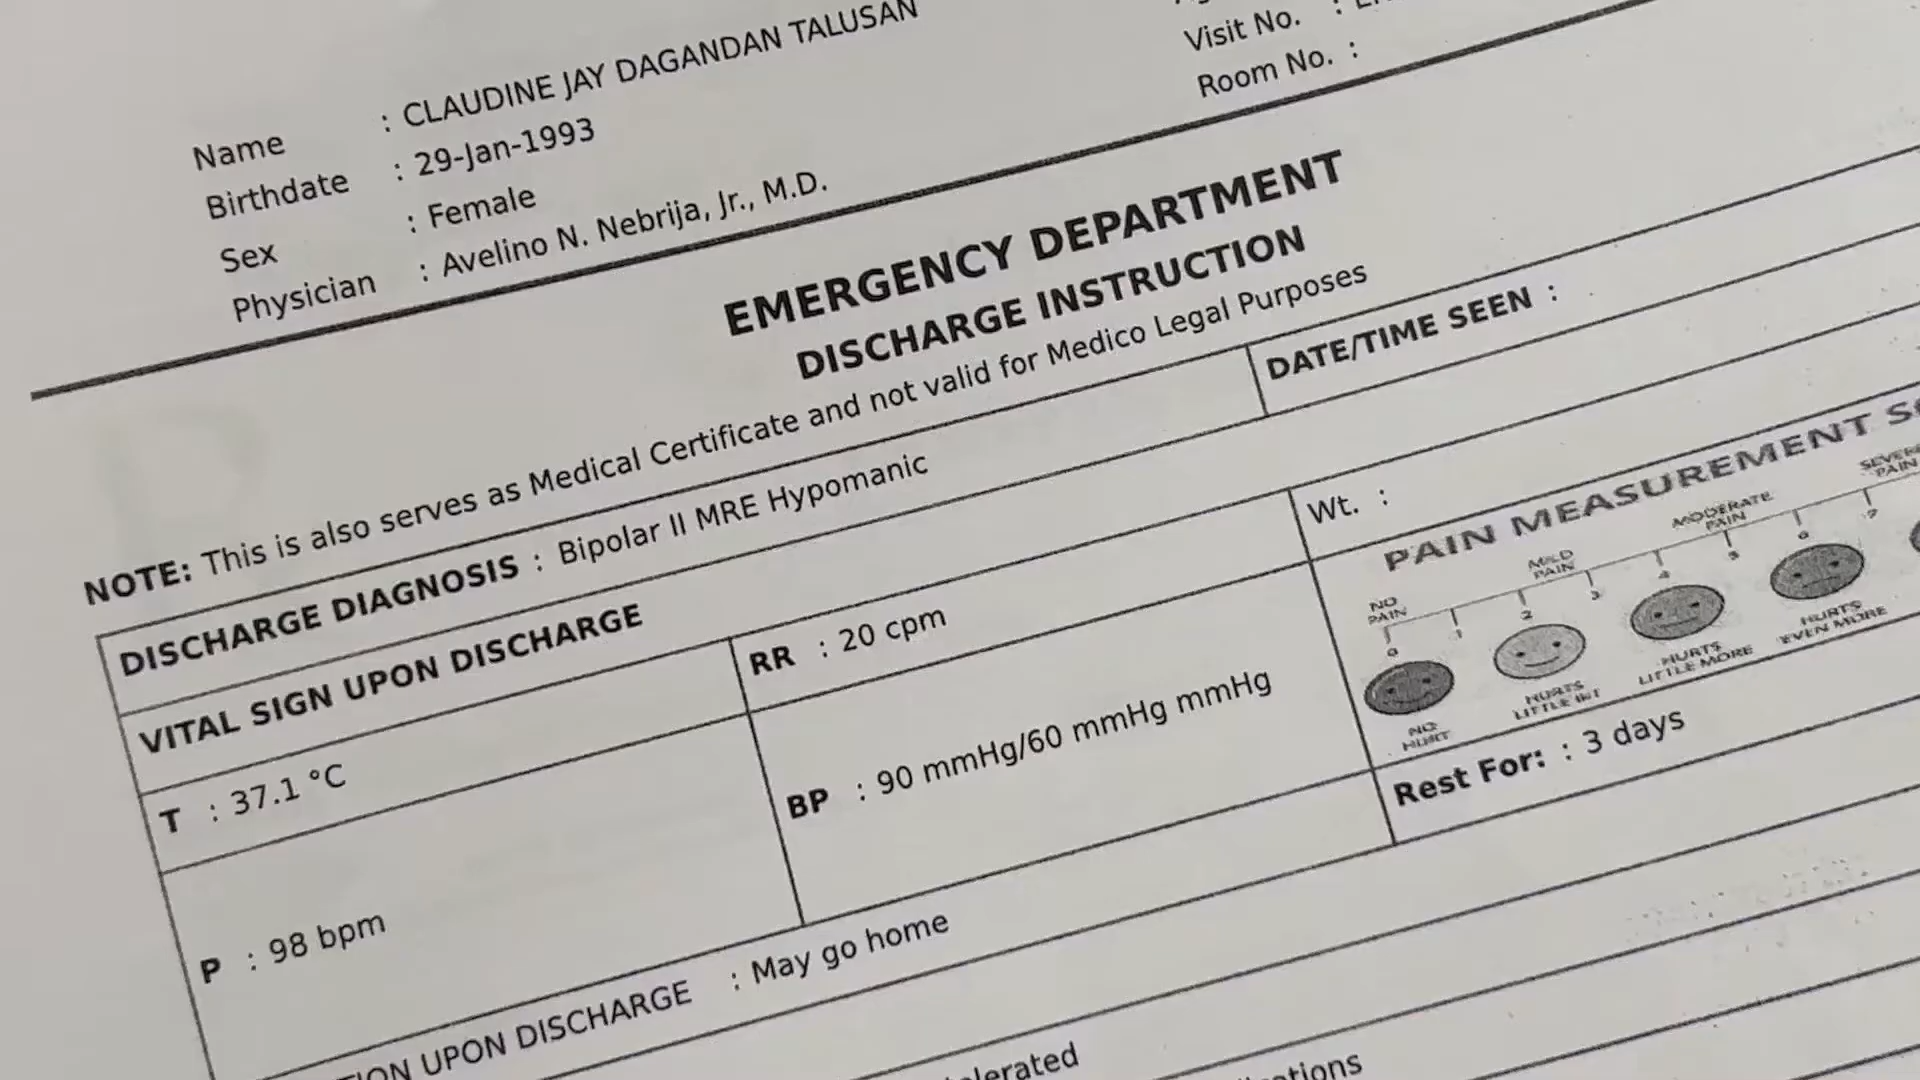 Name : CLAUDINE JAY DAGANDAN TALUSAN
Birthdate : 29-Jan-1993
Sex : Female
Physician : Avelino N. Nebrija, Jr., M.D.
Visit No. :
Room No. :
EMERGENCY DEPARTMENT
DISCHARGE INSTRUCTION
NOTE: This is also serves as Medical Certificate and not valid for Medico Legal Purposes
DISCHARGE DIAGNOSIS : Bipolar II MRE Hypomanic
DATE/TIME SEEN :
VITAL SIGN UPON DISCHARGE
Wt. :
T : 37.1 °C
RR : 20 cpm
PAIN MEASUREMENT
NO PAIN
MILD PAIN
MODERATE PAIN
PAIN
0 1 2 3 4 5 6 7
NO HURT
HURTS LITTLE BIT
HURTS LITTLE MORE
HURTS EVEN MORE
P : 98 bpm
BP : 90 mmHg/60 mmHg mmHg
Rest For: : 3 days
UPON DISCHARGE : May go home